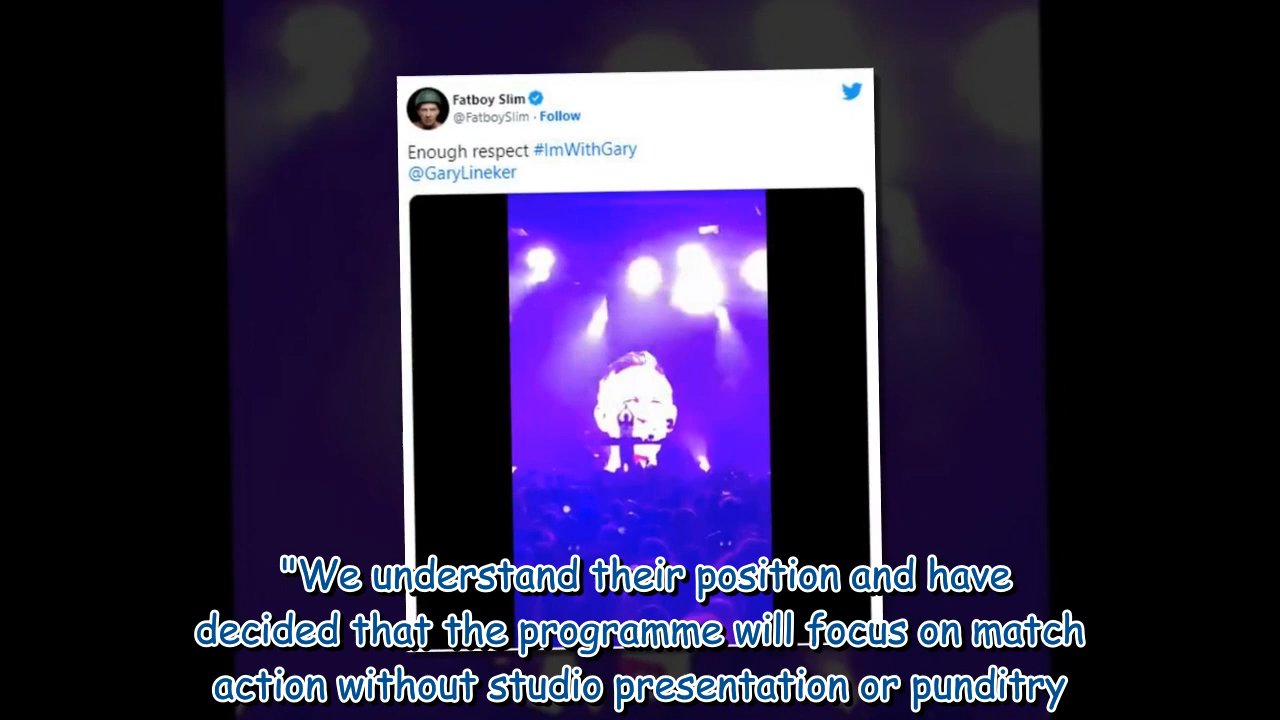 Fatboy Slim
@FatboySlim · Follow
Enough respect #ImWithGary
@GaryLineker
"We understand their position and have
decided that the programme will focus on match
action without studio presentation or punditry